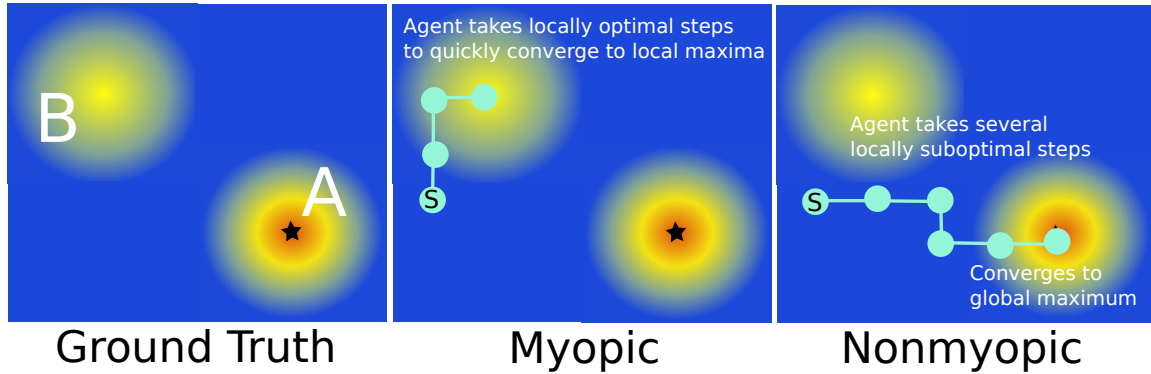 B
A
Agent takes locally optimal steps
to quickly converge to local maxima
S
Agent takes several
locally suboptimal steps
S
Converges to
global maximum
Ground Truth
Myopic
Nonmyopic